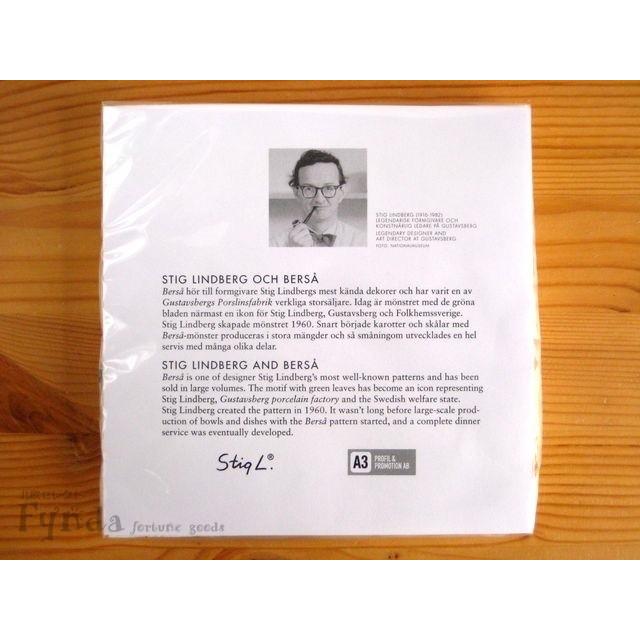 STIG LINDBERG (1916-1982)
LEGENDARISK FORMGIVARE OCH
KONSTNÄRLIG LEDARE PÅ GUSTAVSBERG
LEGENDARY DESIGNER AND
ART DIRECTOR AT GUSTAVSBERG
FOTO: NATIONALMUSEUM
STIG LINDBERG OCH BERSÅ
Berså hör till formgivare Stig Lindbergs mest kända dekorer och har varit en av
Gustavsbergs Porslinsfabrik verkliga storsäljare. Idag är mönstret med de gröna
bladen närmast en ikon för Stig Lindberg, Gustavsberg och Folkhemssverige.
Stig Lindberg skapade mönstret 1960. Snart började karotter och skålar med
Berså-mönster produceras i stora mängder och så småningom utvecklades en hel
servis med många olika delar.
STIG LINDBERG AND BERSÅ
Berså is one of designer Stig Lindberg's most well-known patterns and has been
sold in large volumes. The motif with green leaves has become an icon representing
Stig Lindberg, Gustavsberg porcelain factory and the Swedish welfare state.
Stig Lindberg created the pattern in 1960. It wasn't long before large-scale prod-
uction of bowls and dishes with the Berså pattern started, and a complete dinner
service was eventually developed.
Stig L.®
A3 PROFIL &
PROMOTION AB
Fynda fortune goods